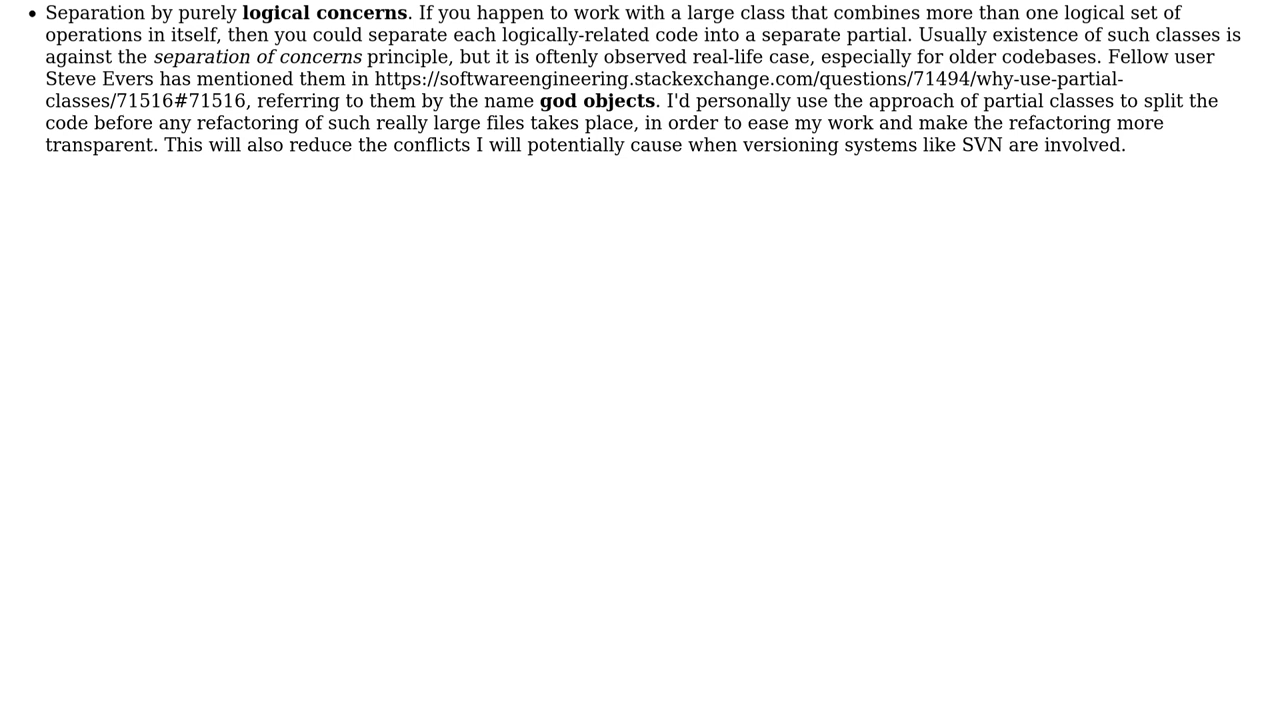 • Separation by purely logical concerns. If you happen to work with a large class that combines more than one logical set of
operations in itself, then you could separate each logically-related code into a separate partial. Usually existence of such classes is
against the separation of concerns principle, but it is oftenly observed real-life case, especially for older codebases. Fellow user
Steve Evers has mentioned them in https://softwareengineering.stackexchange.com/questions/71494/why-use-partial-
classes/71516#71516, referring to them by the name god objects. I'd personally use the approach of partial classes to split the
code before any refactoring of such really large files takes place, in order to ease my work and make the refactoring more
transparent. This will also reduce the conflicts I will potentially cause when versioning systems like SVN are involved.